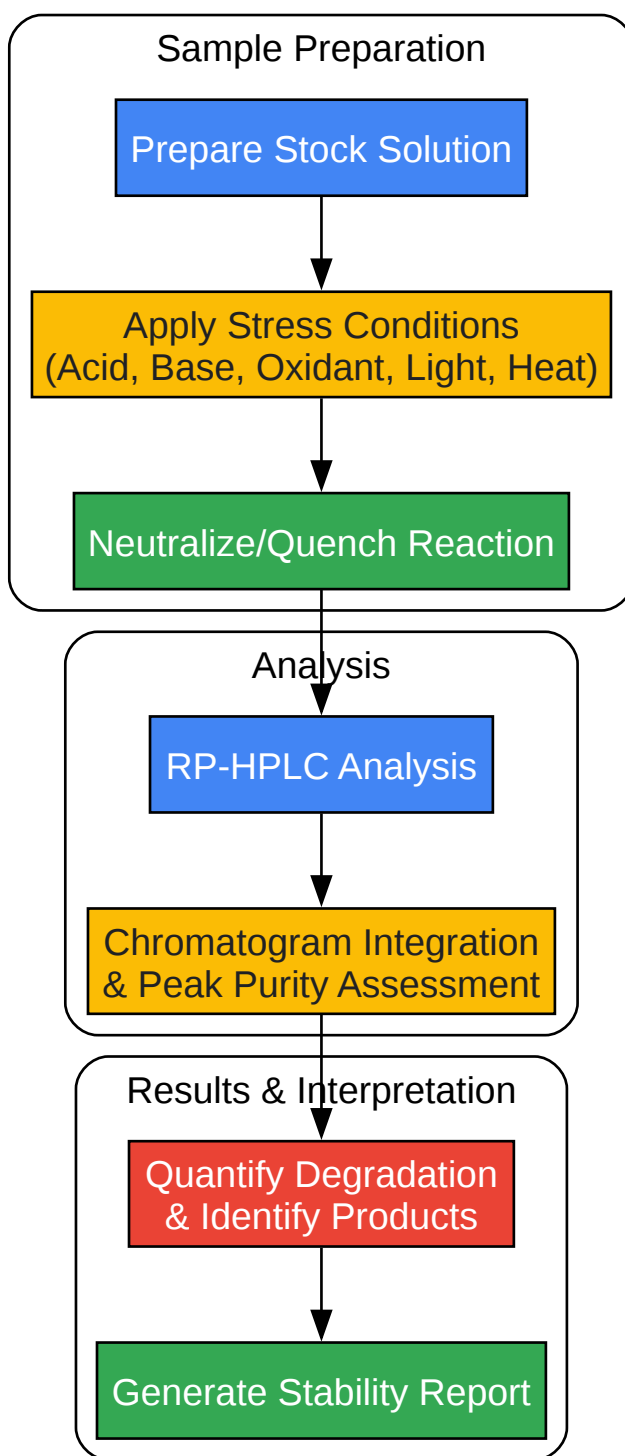 Sample Preparation
Prepare Stock Solution
Apply Stress Conditions
(Acid, Base, Oxidant, Light, Heat)
Neutralize/Quench Reaction
Analysis
RP-HPLC Analysis
Chromatogram Integration
& Peak Purity Assessment
Results & Interpretation
Quantify Degradation
& Identify Products
Generate Stability Report